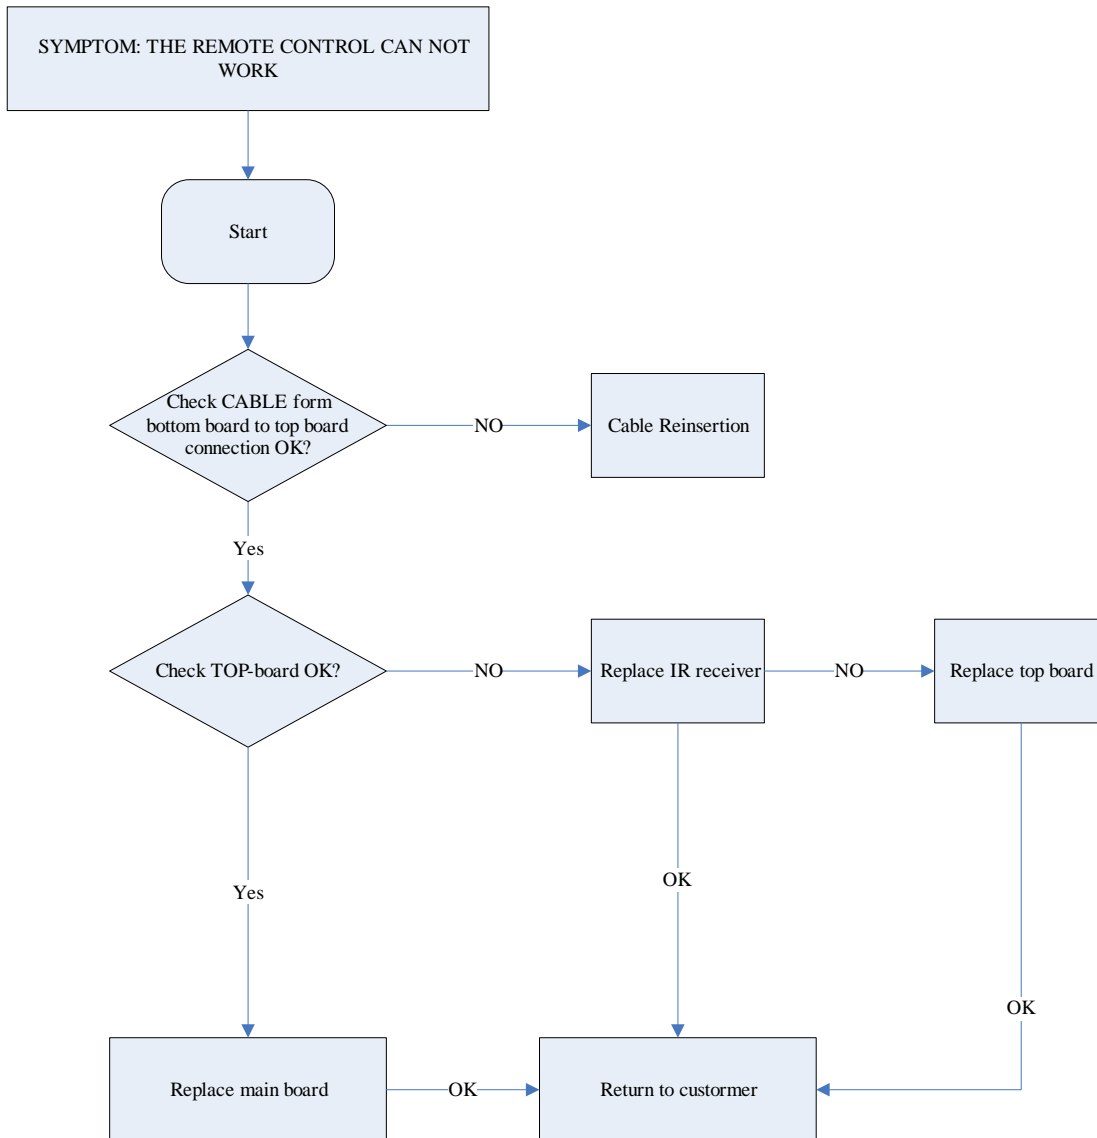 SYMPTOM: THE REMOTE CONTROL CAN NOT
WORK
Start
Check CABLE form
bottom board to top board
connection OK?
NO
Cable Reinsertion
Yes
Check TOP-board OK?
NO
Replace IR receiver
NO
Replace top board
Yes
OK
OK
Replace main board
OK
Return to custormer